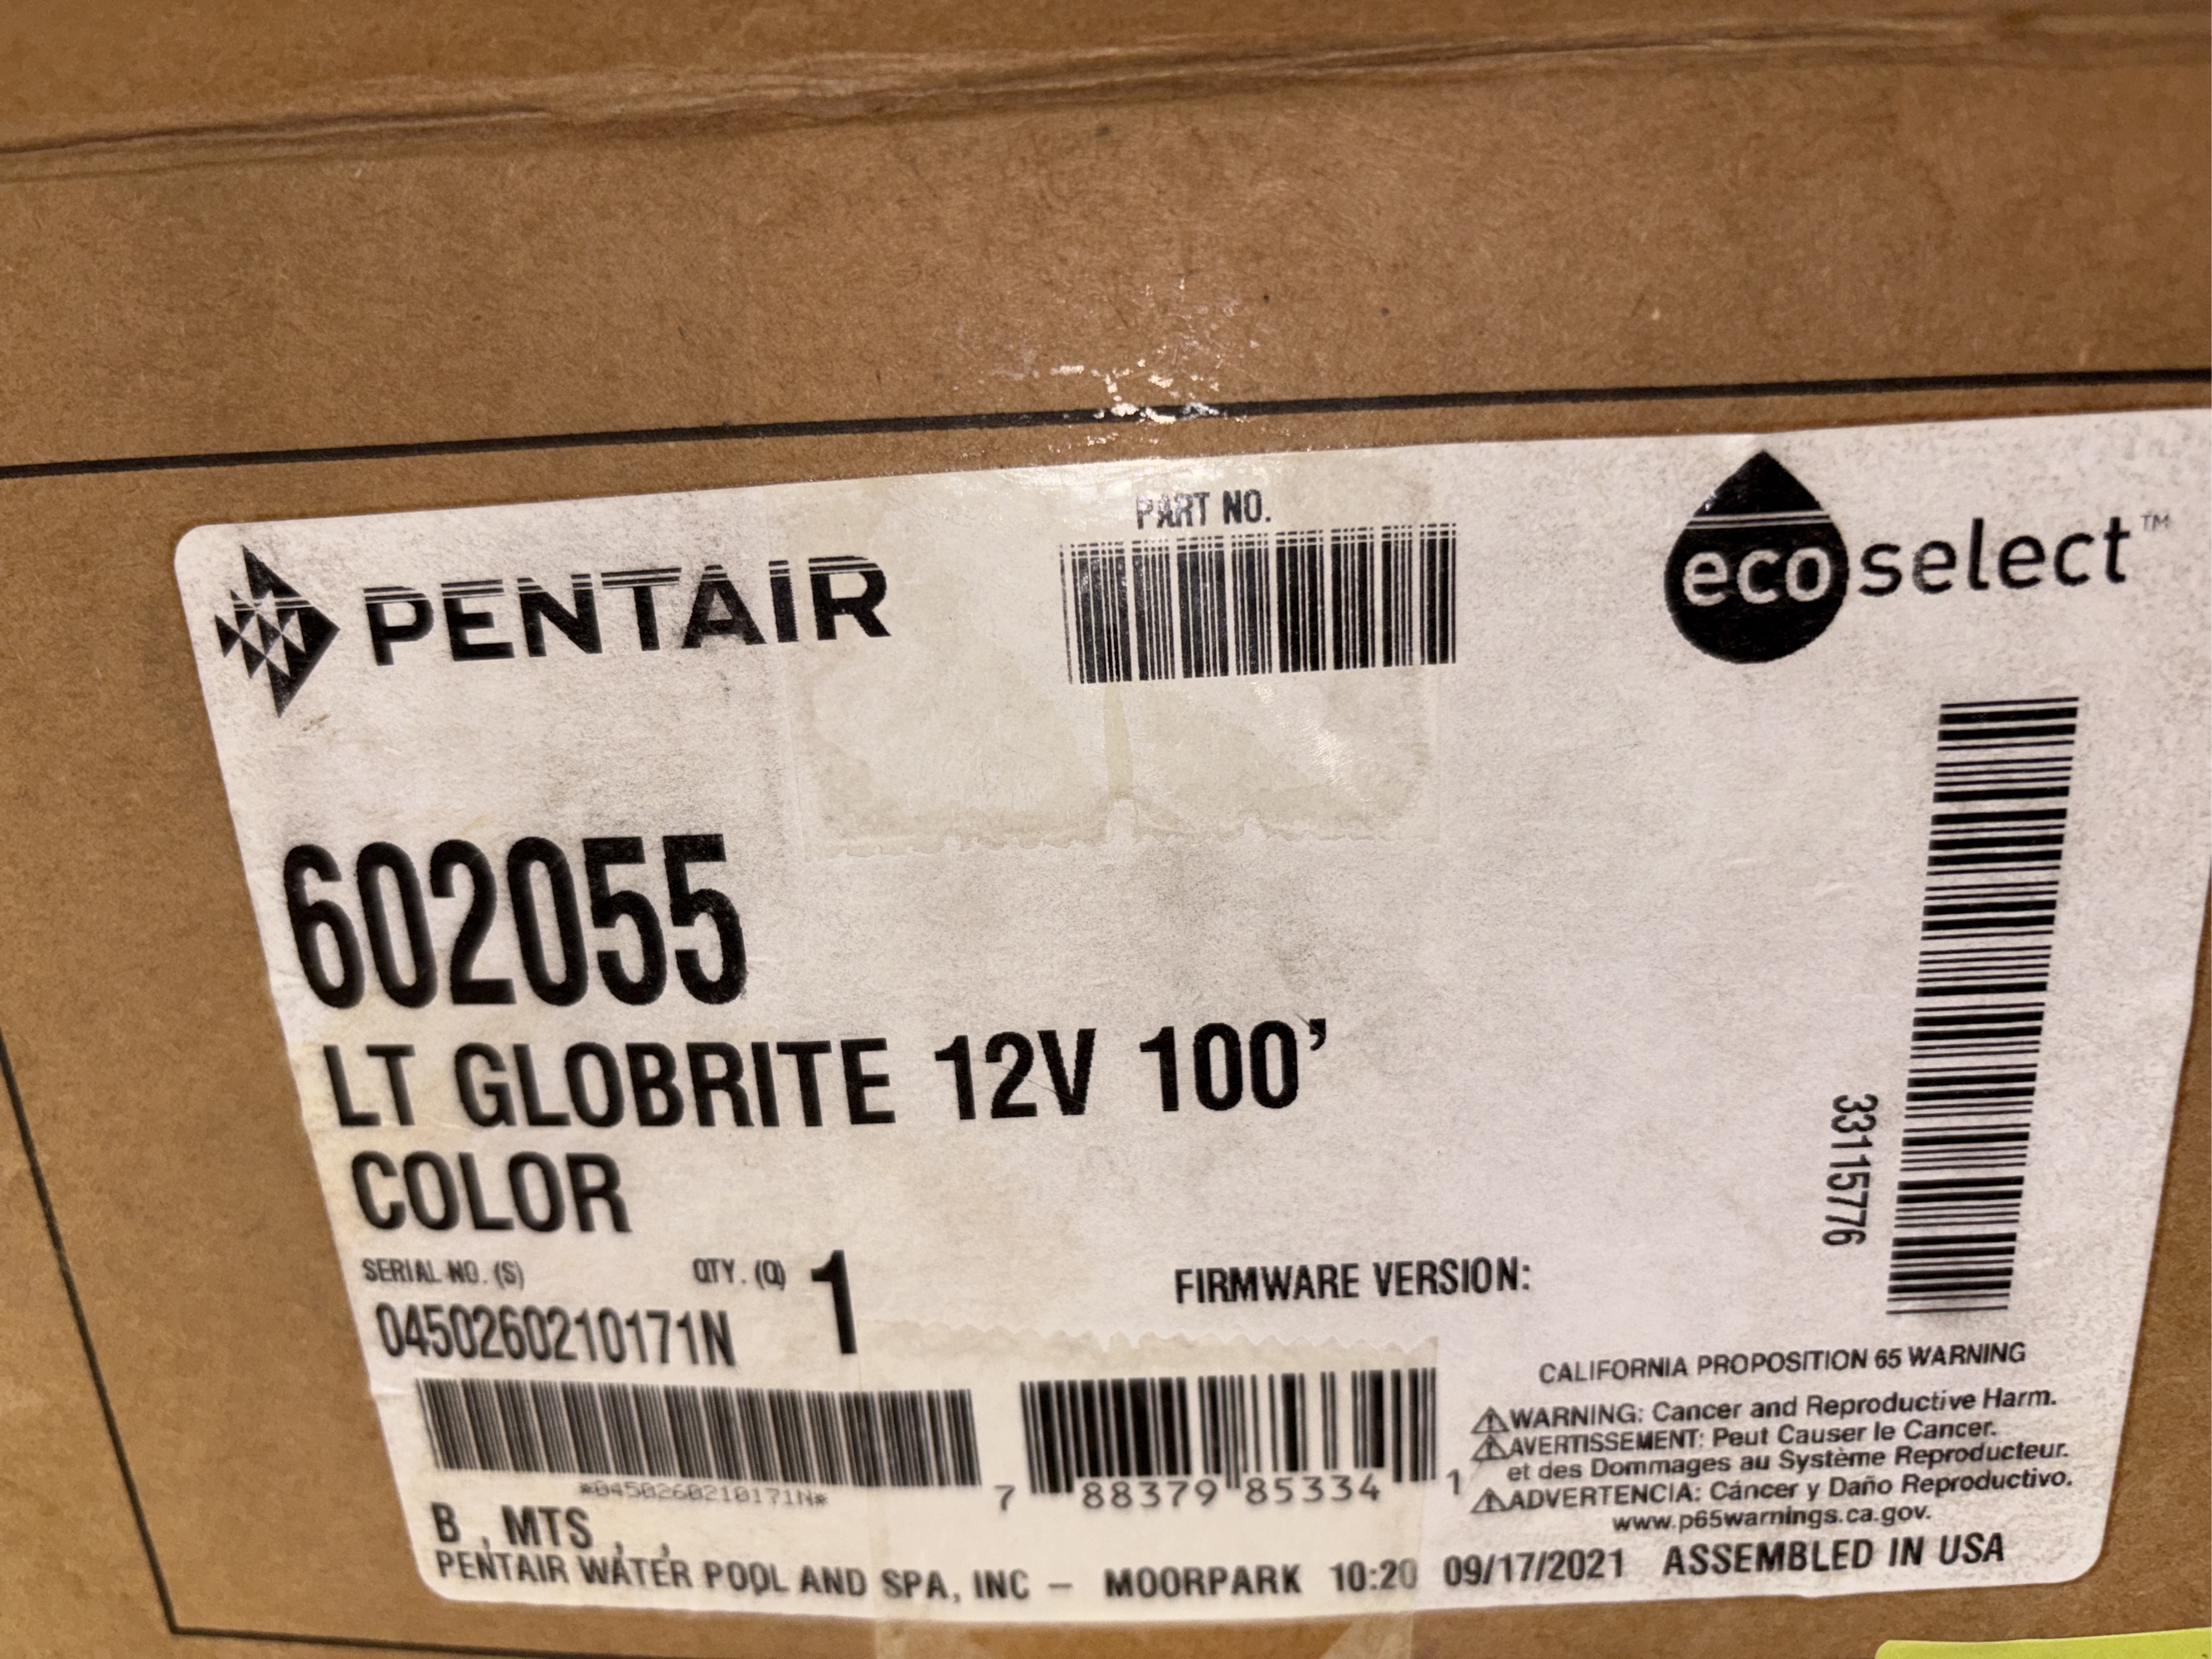 PENTAIR
PART NO.
ecoselect™
602055
LT GLOBRITE 12V 100'
COLOR
33115776
SERIAL NO. (S)
QTY. (Q) 1
0450260210171N
FIRMWARE VERSION:
*0450260210171N*
7 88379 85334 1
CALIFORNIA PROPOSITION 65 WARNING
WARNING: Cancer and Reproductive Harm.
AVERTISSEMENT: Peut Causer le Cancer.
et des Dommages au Système Reproducteur.
ADVERTENCIA: Cáncer y Daño Reproductivo.
www.p65warnings.ca.gov.
B , MTS , ,
PENTAIR WATER POOL AND SPA, INC – MOORPARK 10:20 09/17/2021 ASSEMBLED IN USA